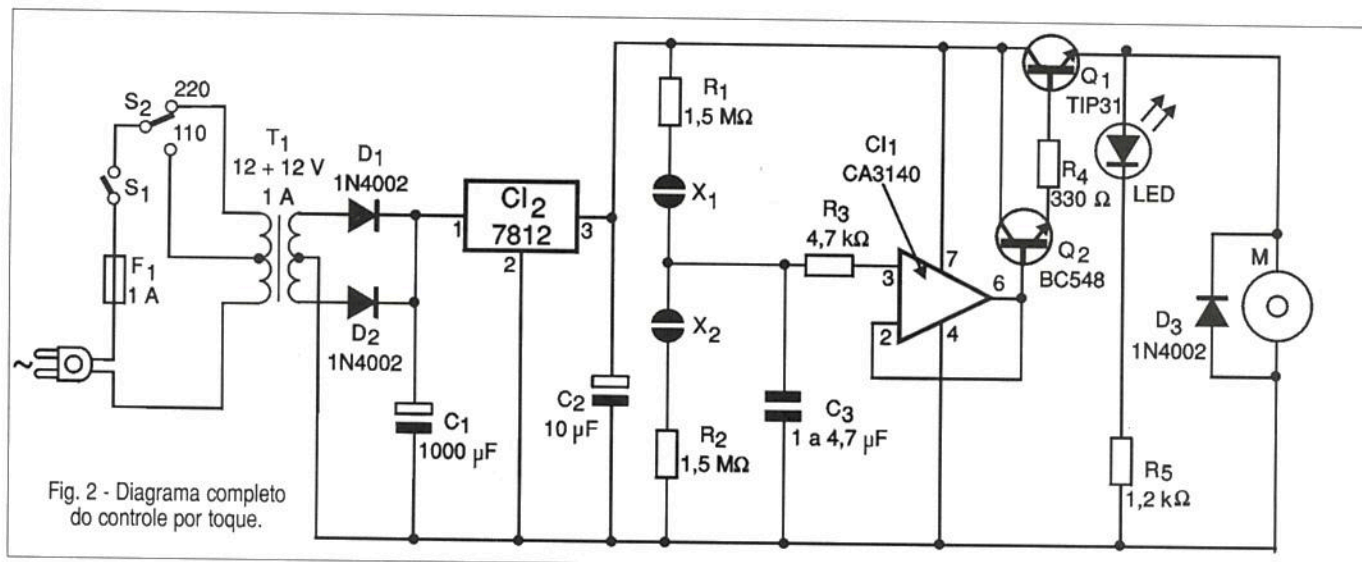 S2
220
110
S1
F1
1 A
~
T1
12 + 12 V
1 A
D1
1N4002
D2
1N4002
1
CI2
7812
3
2
C1
1000 µF
C2
10 µF
R1
1,5 MΩ
X1
X2
R2
1,5 MΩ
C3
1 a 4,7 µF
R3
4,7 kΩ
CI1
CA3140
3
2
7
6
4
Q1
TIP31
R4
330 Ω
Q2
BC548
LED
R5
1,2 kΩ
D3
1N4002
M
Fig. 2 - Diagrama completo
do controle por toque.